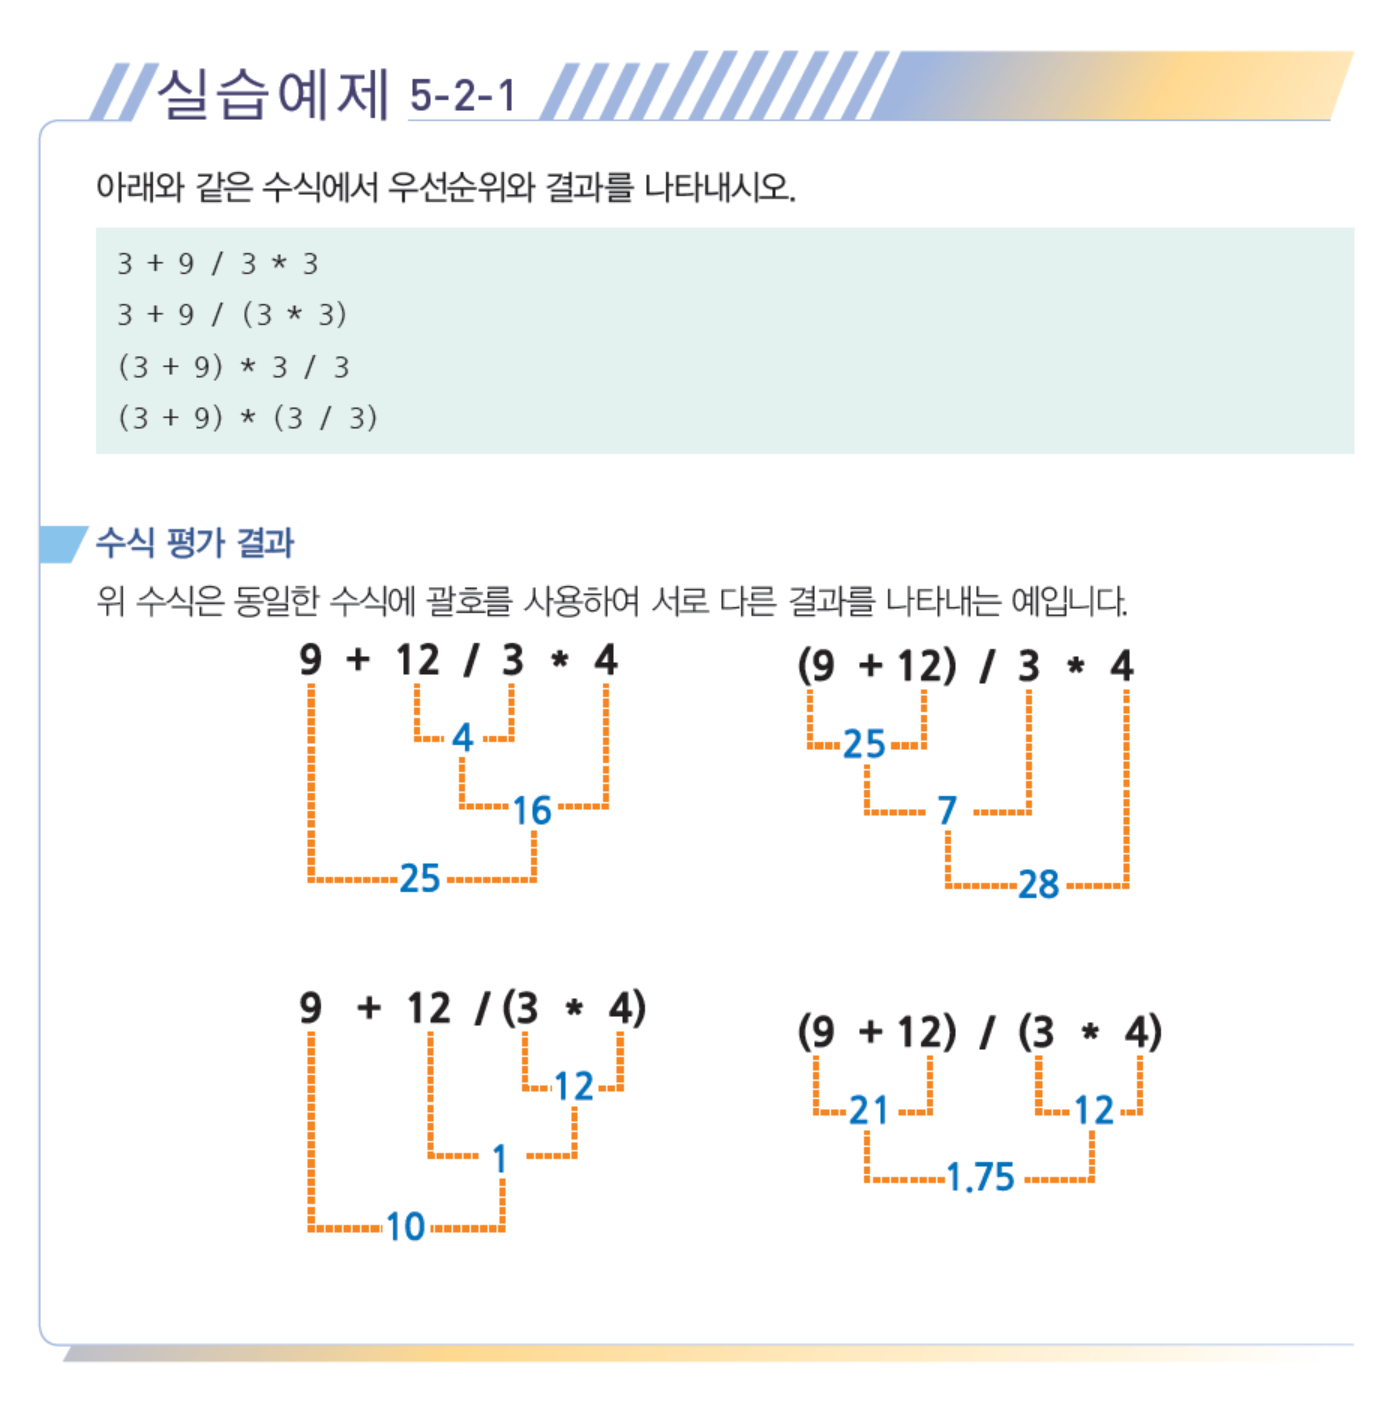 실습예제 5-2-1
아래와 같은 수식에서 우선순위와 결과를 나타내시오.
3 + 9 / 3 * 3
3 + 9 / (3 * 3)
(3 + 9) * 3 / 3
(3 + 9) * (3 / 3)
수식 평가 결과
위 수식은 동일한 수식에 괄호를 사용하여 서로 다른 결과를 나타내는 예입니다.
9 + 12 / 3 * 4
4
16
25
(9 + 12) / 3 * 4
25
7
28
9 + 12 / (3 * 4)
12
1
10
(9 + 12) / (3 * 4)
21 12
1.75